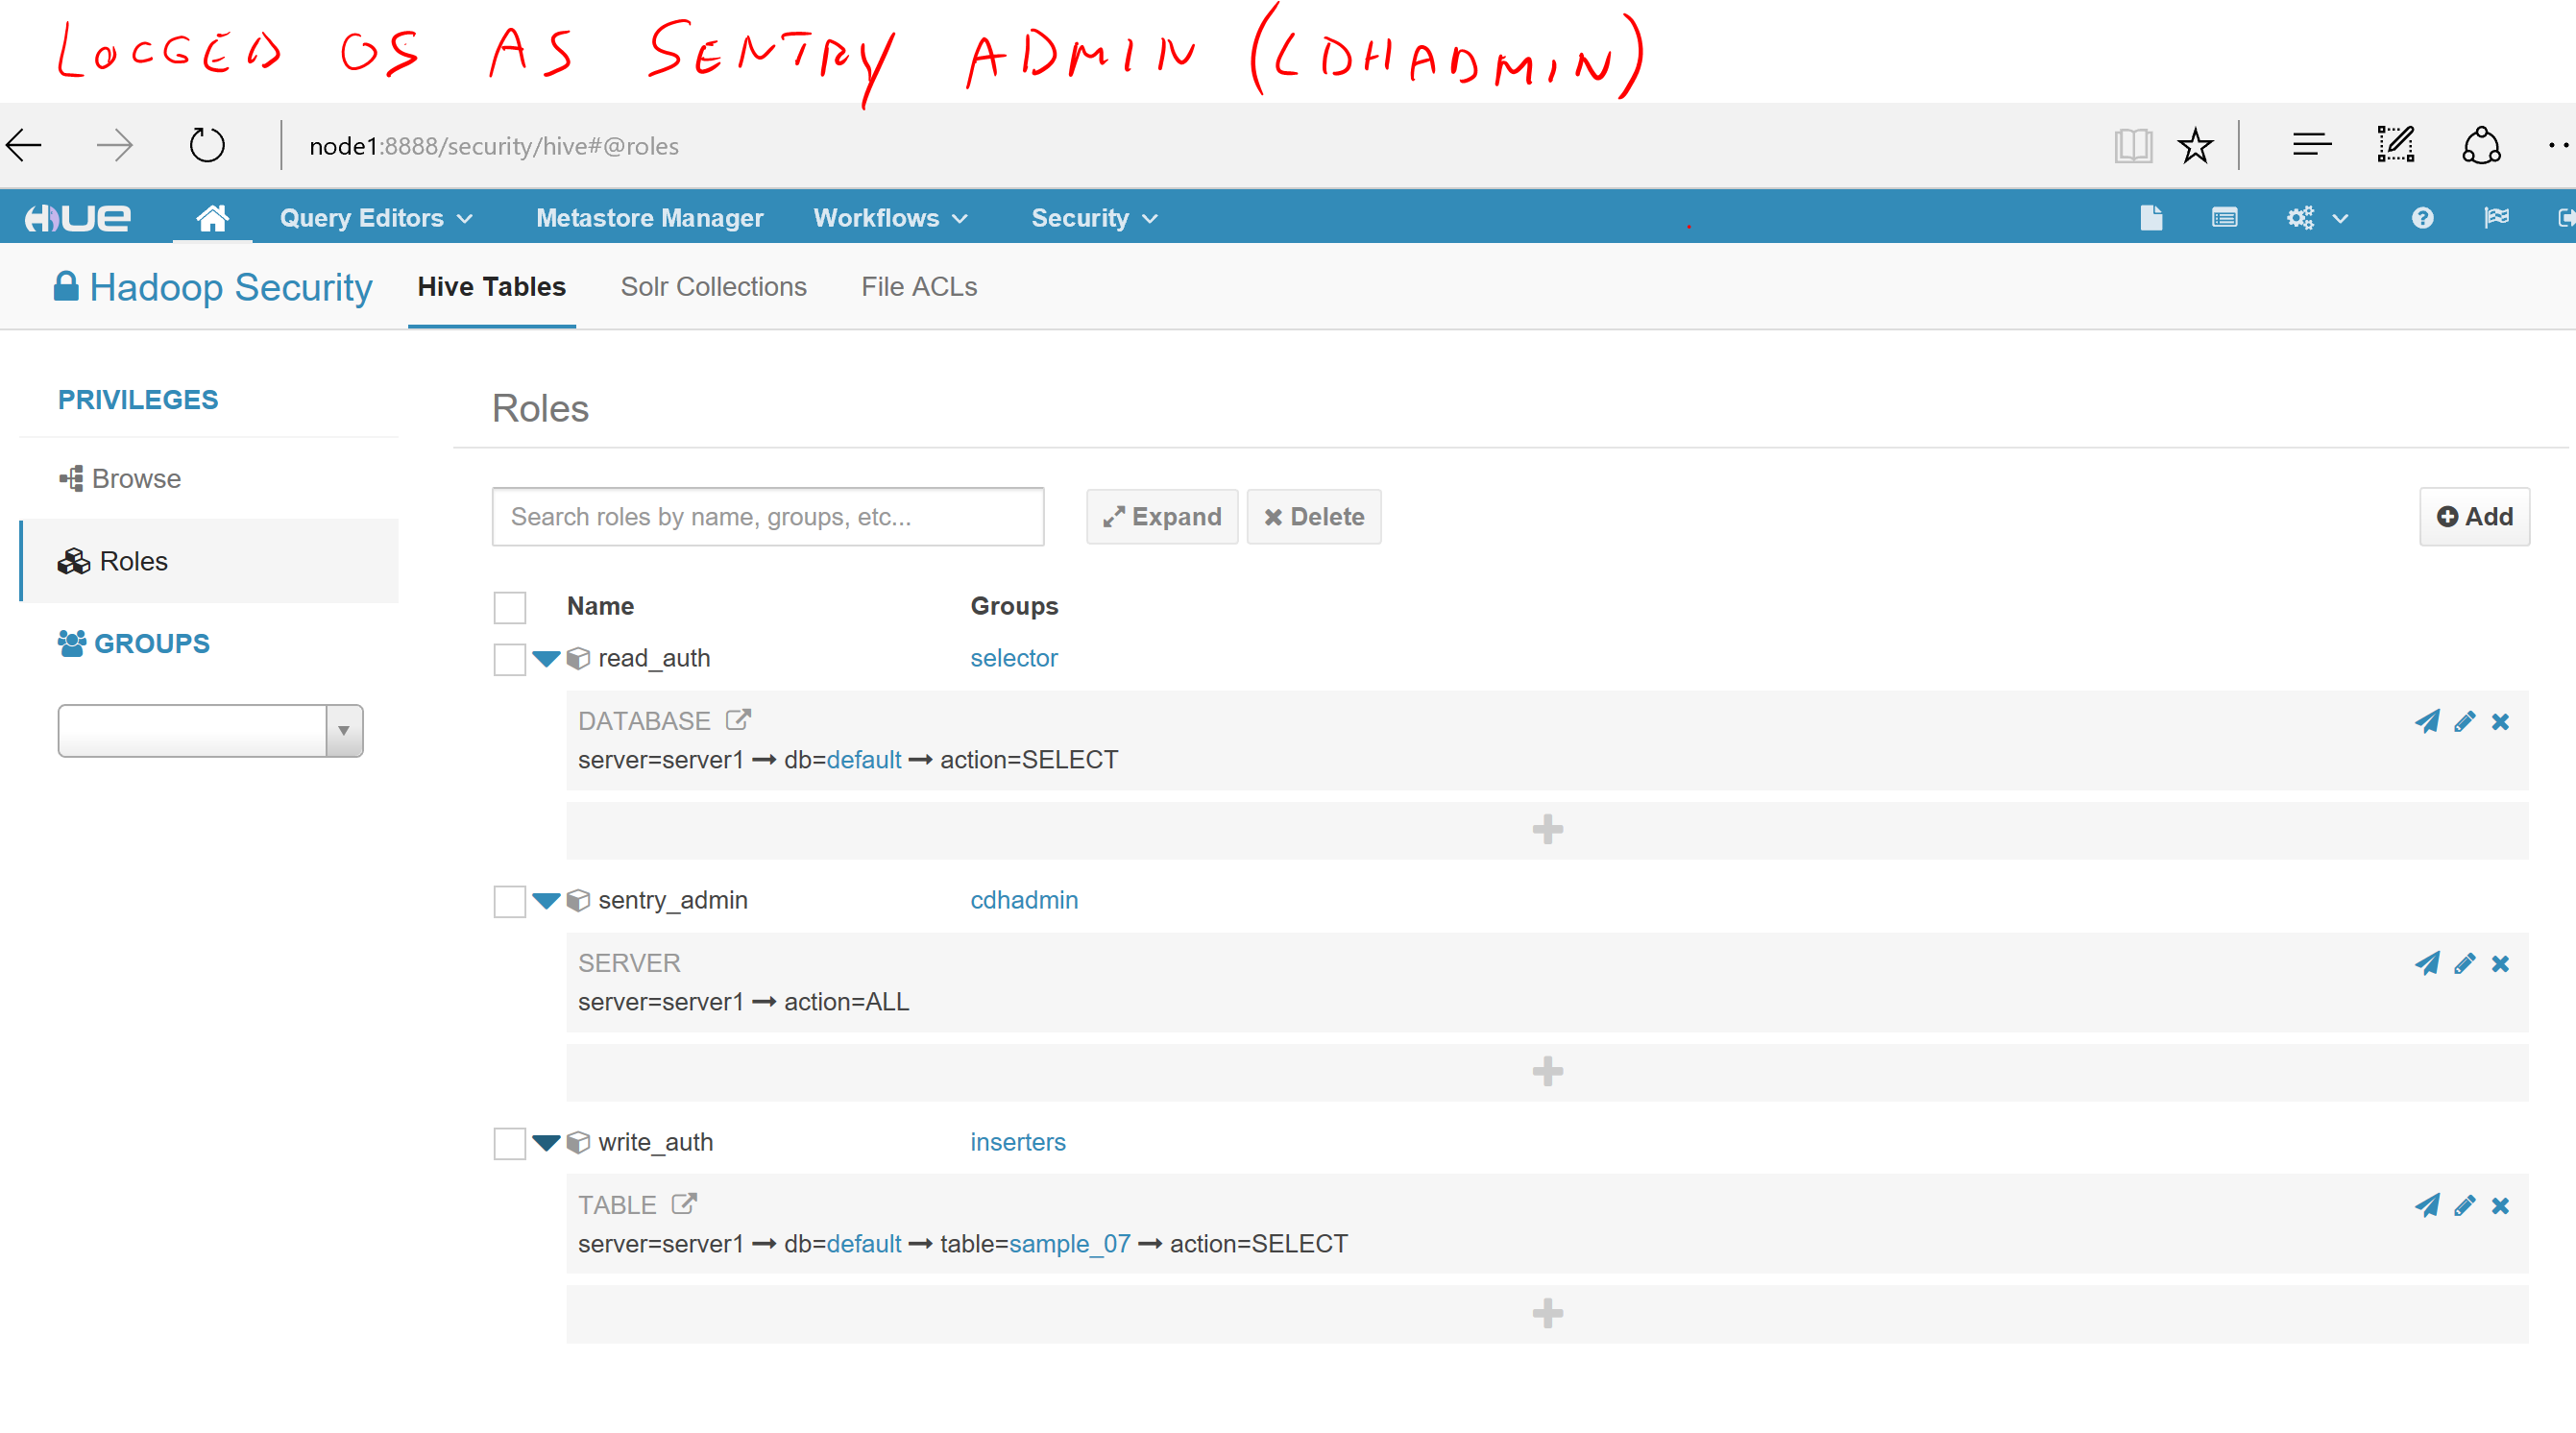 LOGGED OS AS SENTRY ADMIN (CDHADMIN)
node1:8888/security/hive#@roles
HUE Query Editors Metastore Manager Workflows Security
Hadoop Security Hive Tables Solr Collections File ACLs
PRIVILEGES
Browse
Roles
GROUPS
Roles
Search roles by name, groups, etc... Expand Delete Add
Name Groups
read_auth selector
DATABASE
server=server1 → db=default → action=SELECT
sentry_admin cdhadmin
SERVER
server=server1 → action=ALL
write_auth inserters
TABLE
server=server1 → db=default → table=sample_07 → action=SELECT